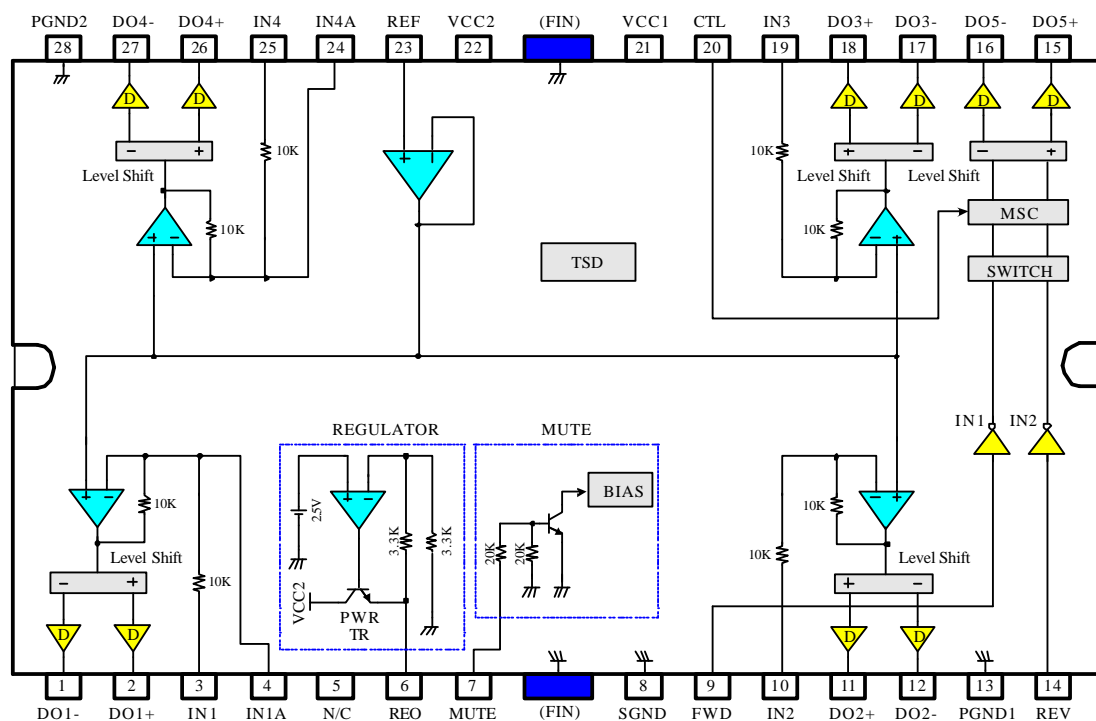 PGND2 DO4- DO4+ IN4 IN4A REF VCC2 (FIN) VCC1 CTL IN3 DO3+ DO3- DO5- DO5+
28 27 26 25 24 23 22 21 20 19 18 17 16 15
D D D D D D
- + + - - +
10K 10K
Level Shift Level Shift Level Shift
+ -
10K 10K
MSC
+ - - +
TSD SWITCH
REGULATOR MUTE IN1 IN2
+ - + - BIAS - +
10K 2.5V 10K
3.3K 3.3K 20K 20K 10K
Level Shift Level Shift
- + 10K + -
VCC2 PWR
TR
D D D D
1 2 3 4 5 6 7 8 9 10 11 12 13 14
DO1- DO1+ IN1 IN1A N/C REO MUTE (FIN) SGND FWD IN2 DO2+ DO2- PGND1 REV